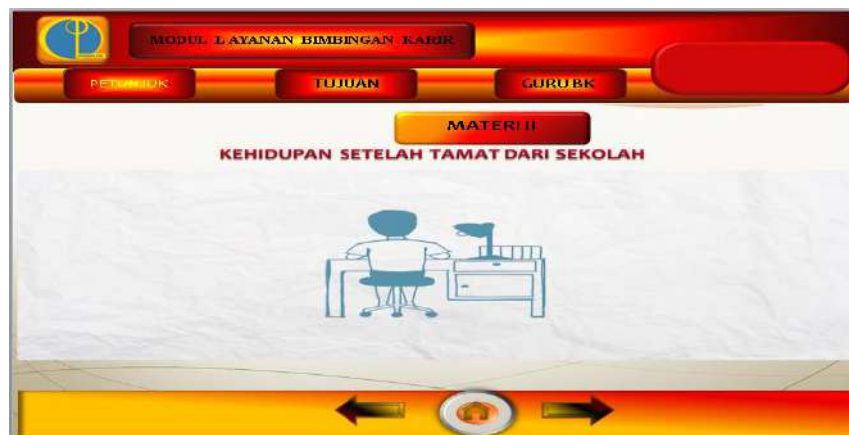 MODUL LAYANAN BIMBINGAN KARIR
PETUNJUK
TUJUAN
GURU BK
MATERI II
KEHIDUPAN SETELAH TAMAT DARI SEKOLAH